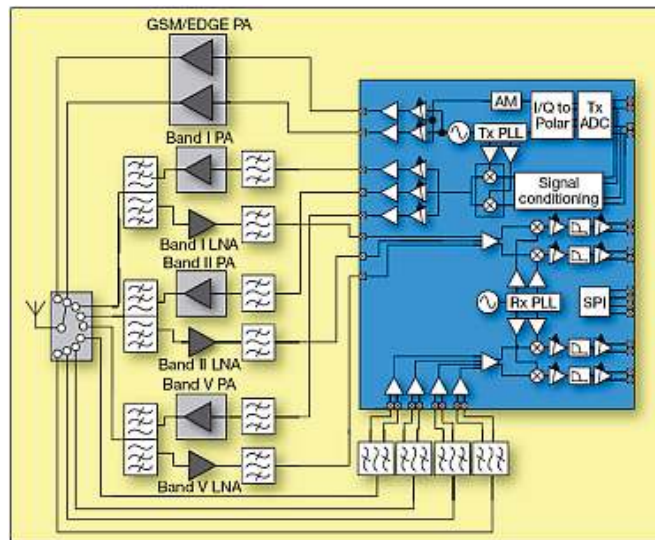 GSM/EDGE PA
Band I PA
Band I LNA
Band II PA
Band II LNA
Band V PA
Band V LNA
AM
I/Q to
Polar
Tx
ADC
Tx PLL
Signal
conditioning
Rx PLL
SPI